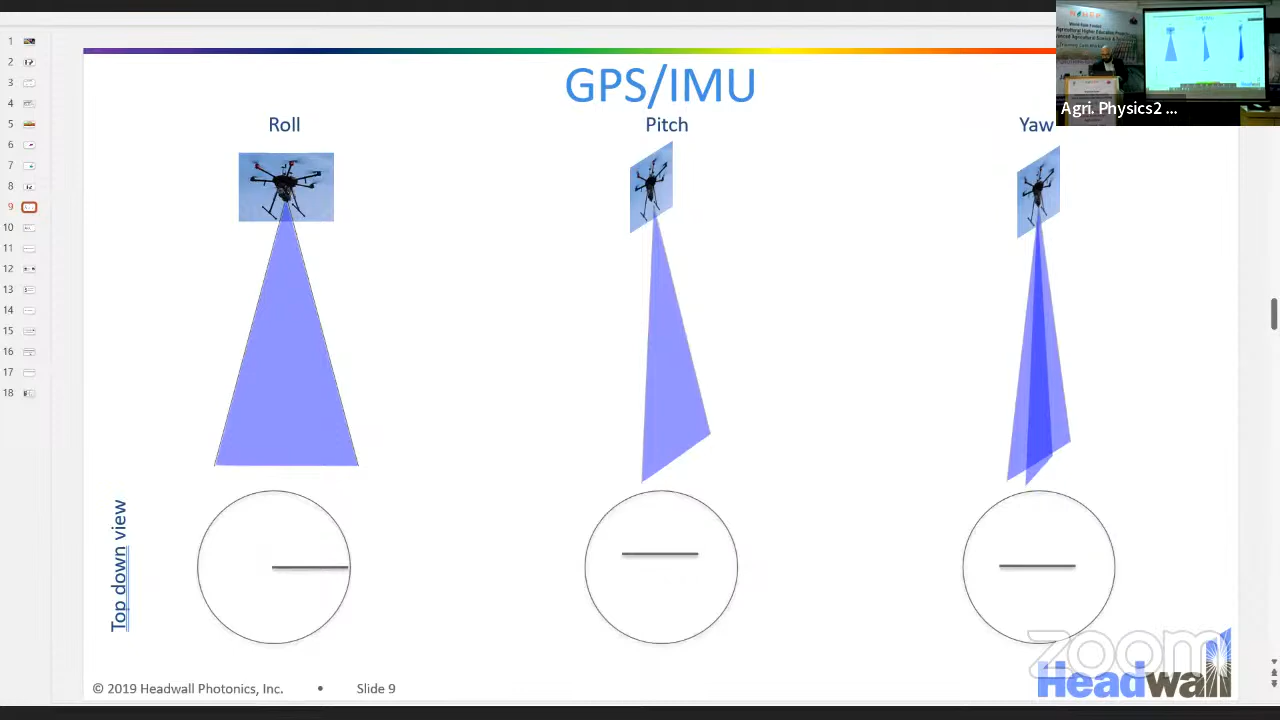 GPS/IMU
Roll
Pitch
Yaw
Agri. Physics2 ...
Top down view
1
2
3
4
5
6
7
8
9
10
11
12
13
14
15
16
17
18
© 2019 Headwall Photonics, Inc. • Slide 9
zoom
Headwall